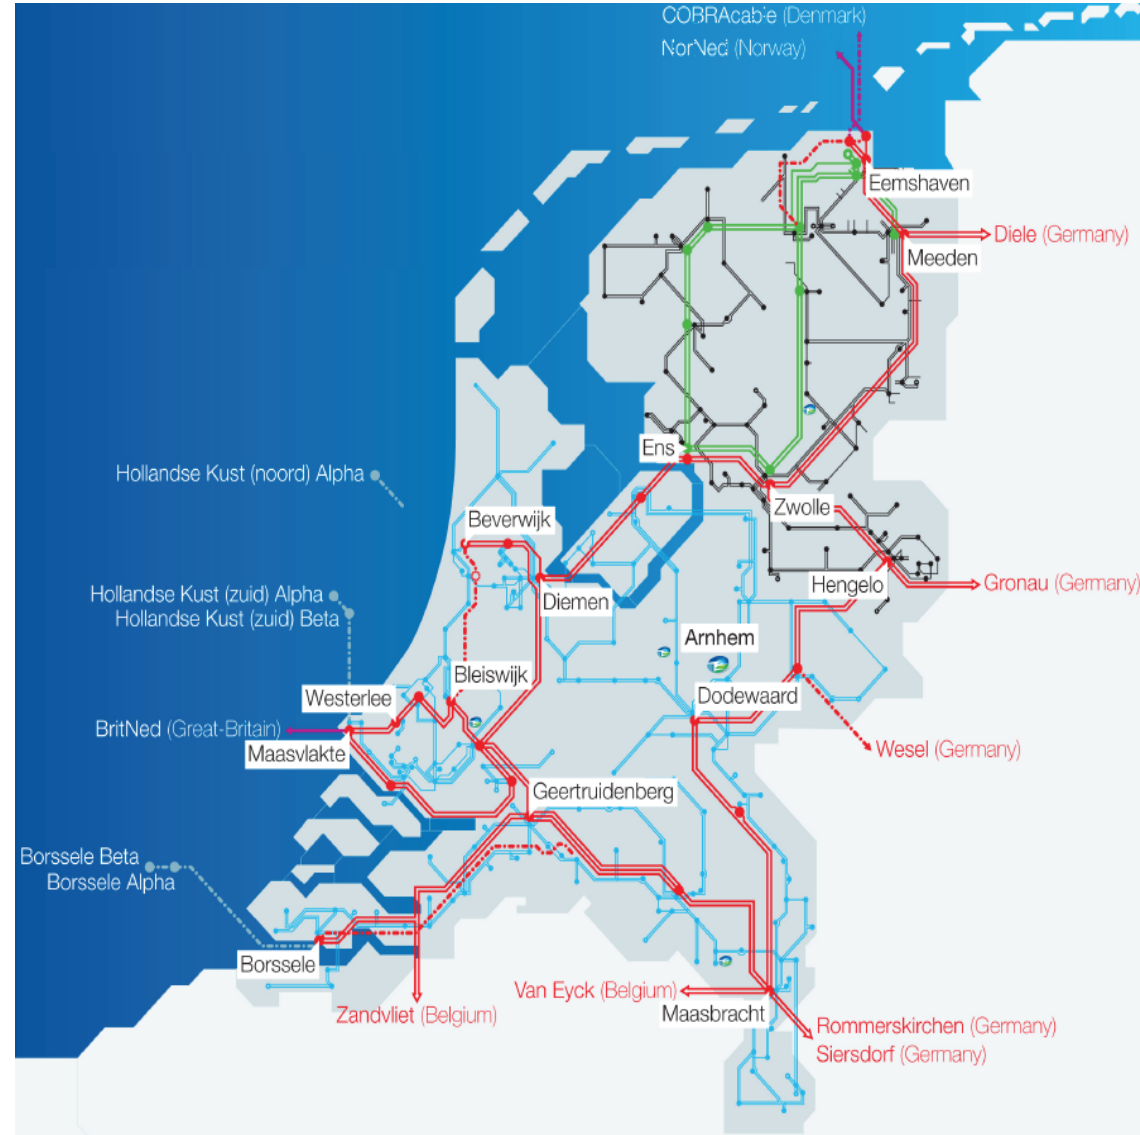 COBRAcable (Denmark)
NorNed (Norway)
Eemshaven
Diele (Germany)
Meeden
Ens
Hollandse Kust (noord) Alpha
Zwolle
Beverwijk
Hengelo
Gronau (Germany)
Hollandse Kust (zuid) Alpha
Hollandse Kust (zuid) Beta
Diemen
Arnhem
Bleiswijk
Westerlee
Dodewaard
BritNed (Great-Britain)
Maasvlakte
Wesel (Germany)
Geertruidenberg
Borssele Beta
Borssele Alpha
Borssele
Van Eyck (Belgium)
Zandvliet (Belgium)
Maasbracht
Rommerskirchen (Germany)
Siersdorf (Germany)